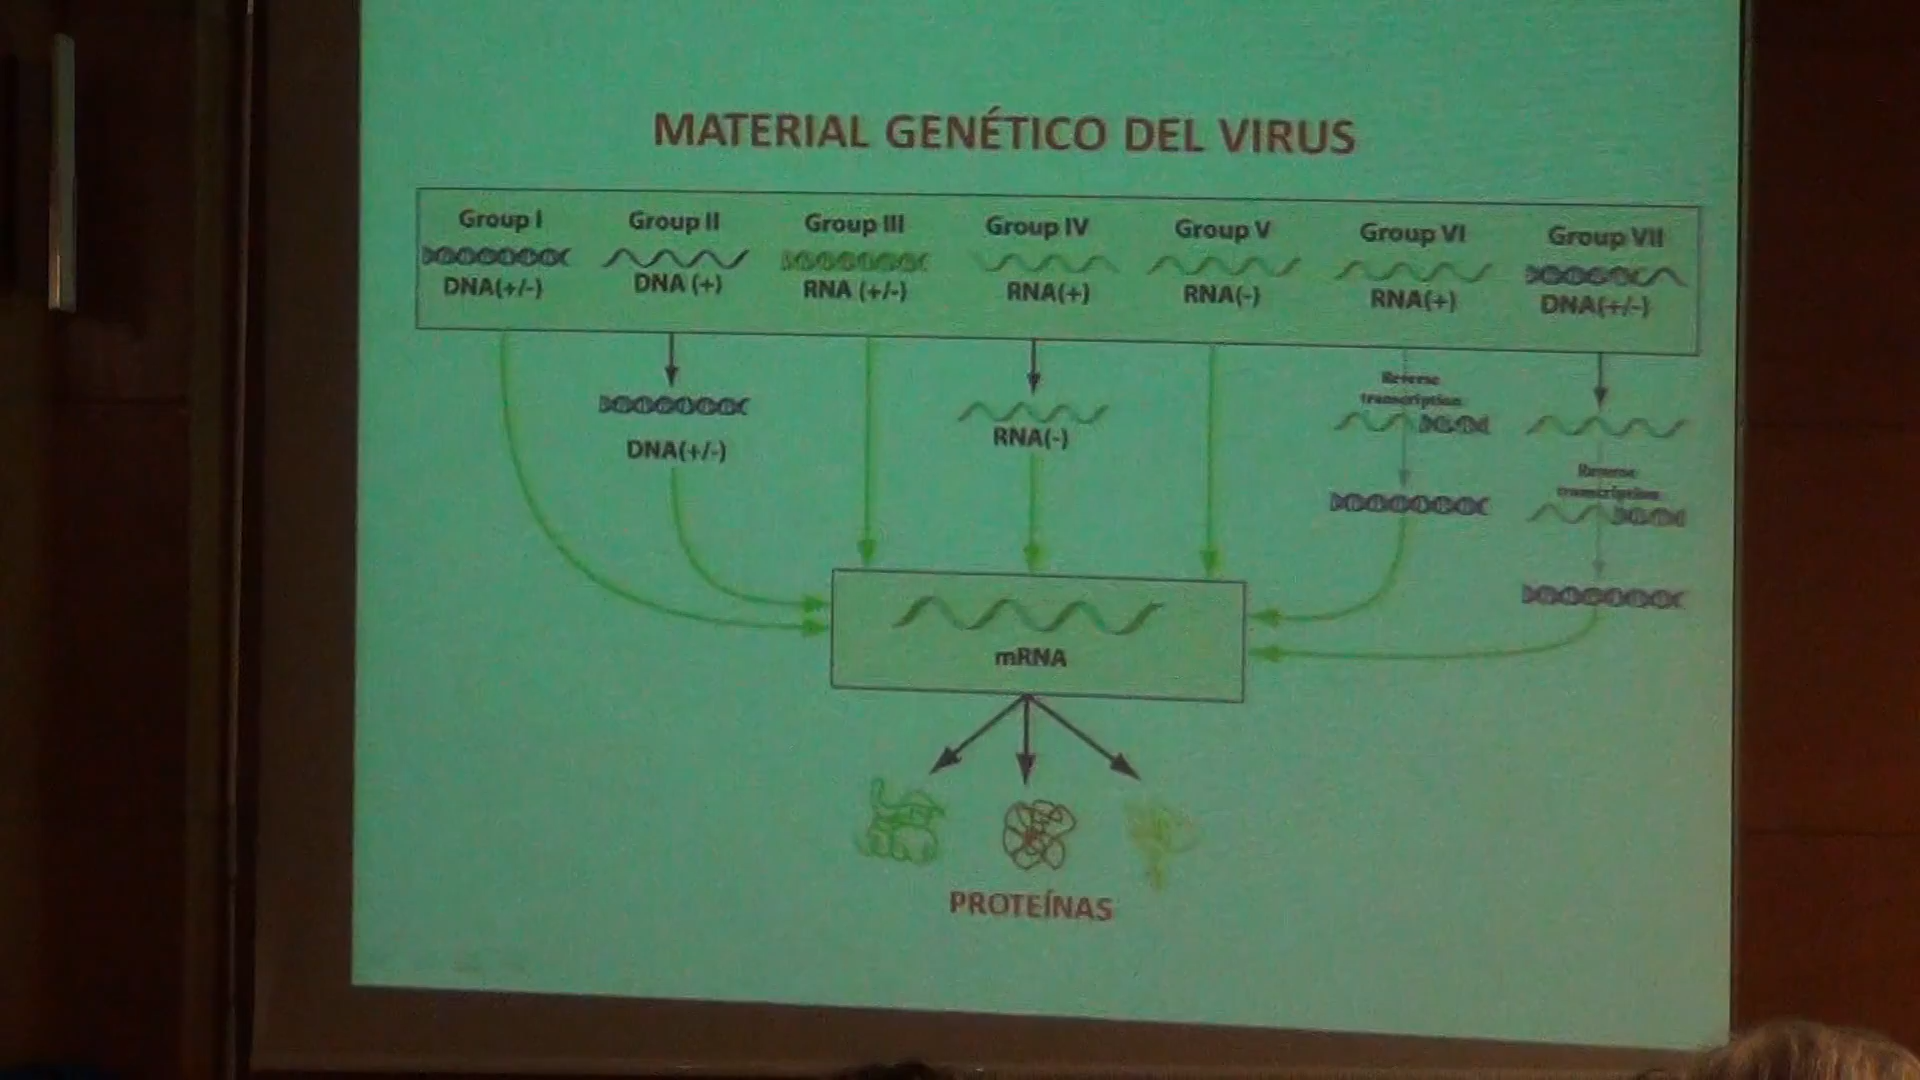 MATERIAL GENÉTICO DEL VIRUS
Group I
Group II
Group III
Group IV
Group V
Group VI
Group VII
DNA(+/-)
DNA (+)
RNA (+/-)
RNA(+)
RNA(-)
RNA(+)
DNA(+/-)
DNA(+/-)
RNA(-)
Reverse
transcription
Reverse
transcription
mRNA
PROTEÍNAS